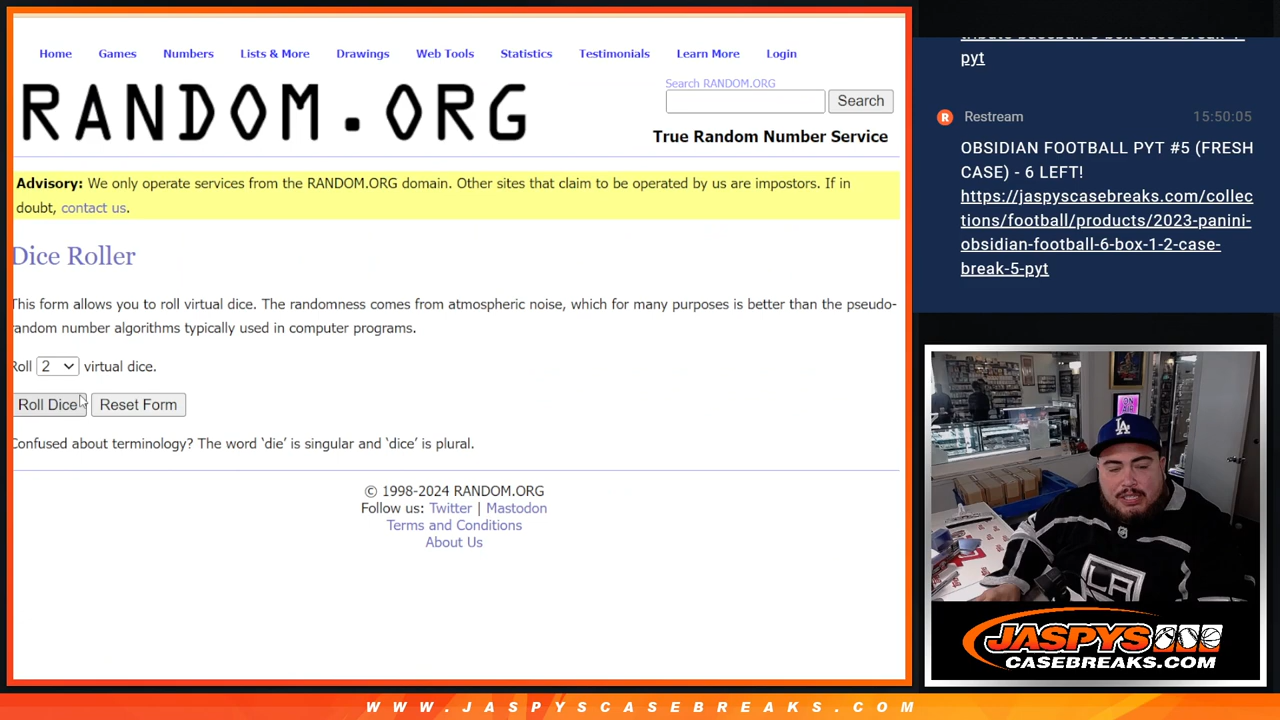 Home Games Numbers Lists & More Drawings Web Tools Statistics Testimonials Learn More Login
RANDOM.ORG
Search RANDOM.ORG
Search
True Random Number Service
Advisory: We only operate services from the RANDOM.ORG domain. Other sites that claim to be operated by us are impostors. If in
doubt, contact us.
Dice Roller
This form allows you to roll virtual dice. The randomness comes from atmospheric noise, which for many purposes is better than the pseudo-
random number algorithms typically used in computer programs.
Roll 2 virtual dice.
Roll Dice Reset Form
Confused about terminology? The word ‘die’ is singular and ‘dice’ is plural.
© 1998-2024 RANDOM.ORG
Follow us: Twitter | Mastodon
Terms and Conditions
About Us
pyt
Restream 15:50:05
OBSIDIAN FOOTBALL PYT #5 (FRESH
CASE) - 6 LEFT!
https://jaspyscasebreaks.com/collec
tions/football/products/2023-panini-
obsidian-football-6-box-1-2-case-
break-5-pyt
ON
AIR
LA
LA
JASPYS
CASEBREAKS.COM
WWW.JASPYSCASEBREAKS.COM